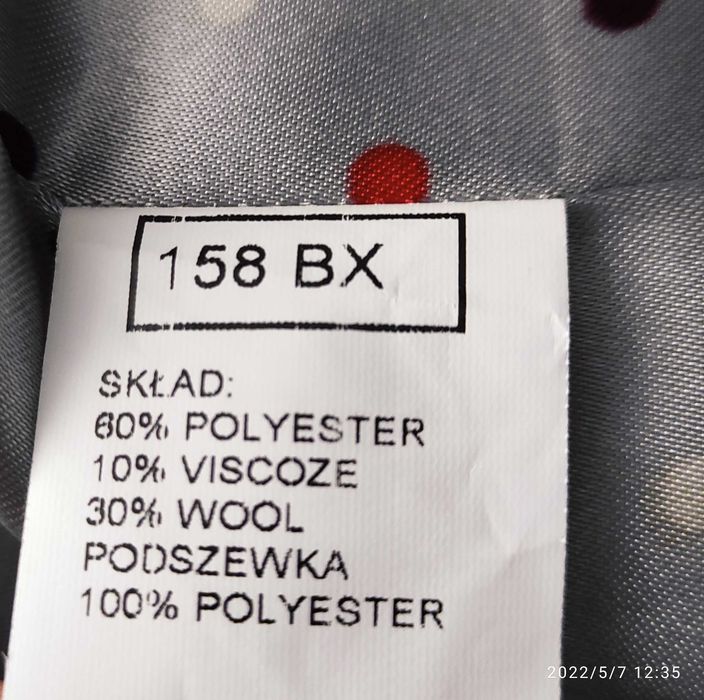 158 BX
SKŁAD:
60% POLYESTER
10% VISCOZE
30% WOOL
PODSZEWKA
100% POLYESTER
2022/5/7 12:35